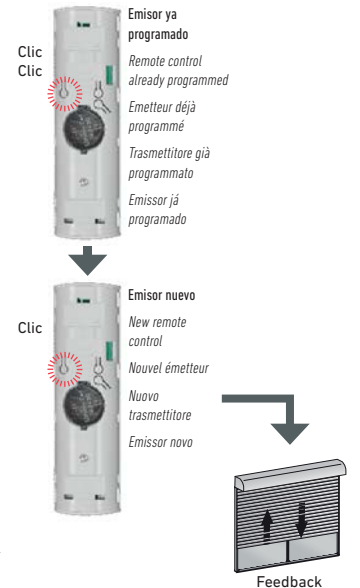 Clic
Clic
Emisor ya
programado
Remote control
already programmed
Emetteur déjà
programmé
Trasmettitore già
programmato
Emissor já
programado
Clic
Emisor nuevo
New remote
control
Nouvel émetteur
Nuovo
trasmettitore
Emissor novo
Feedback